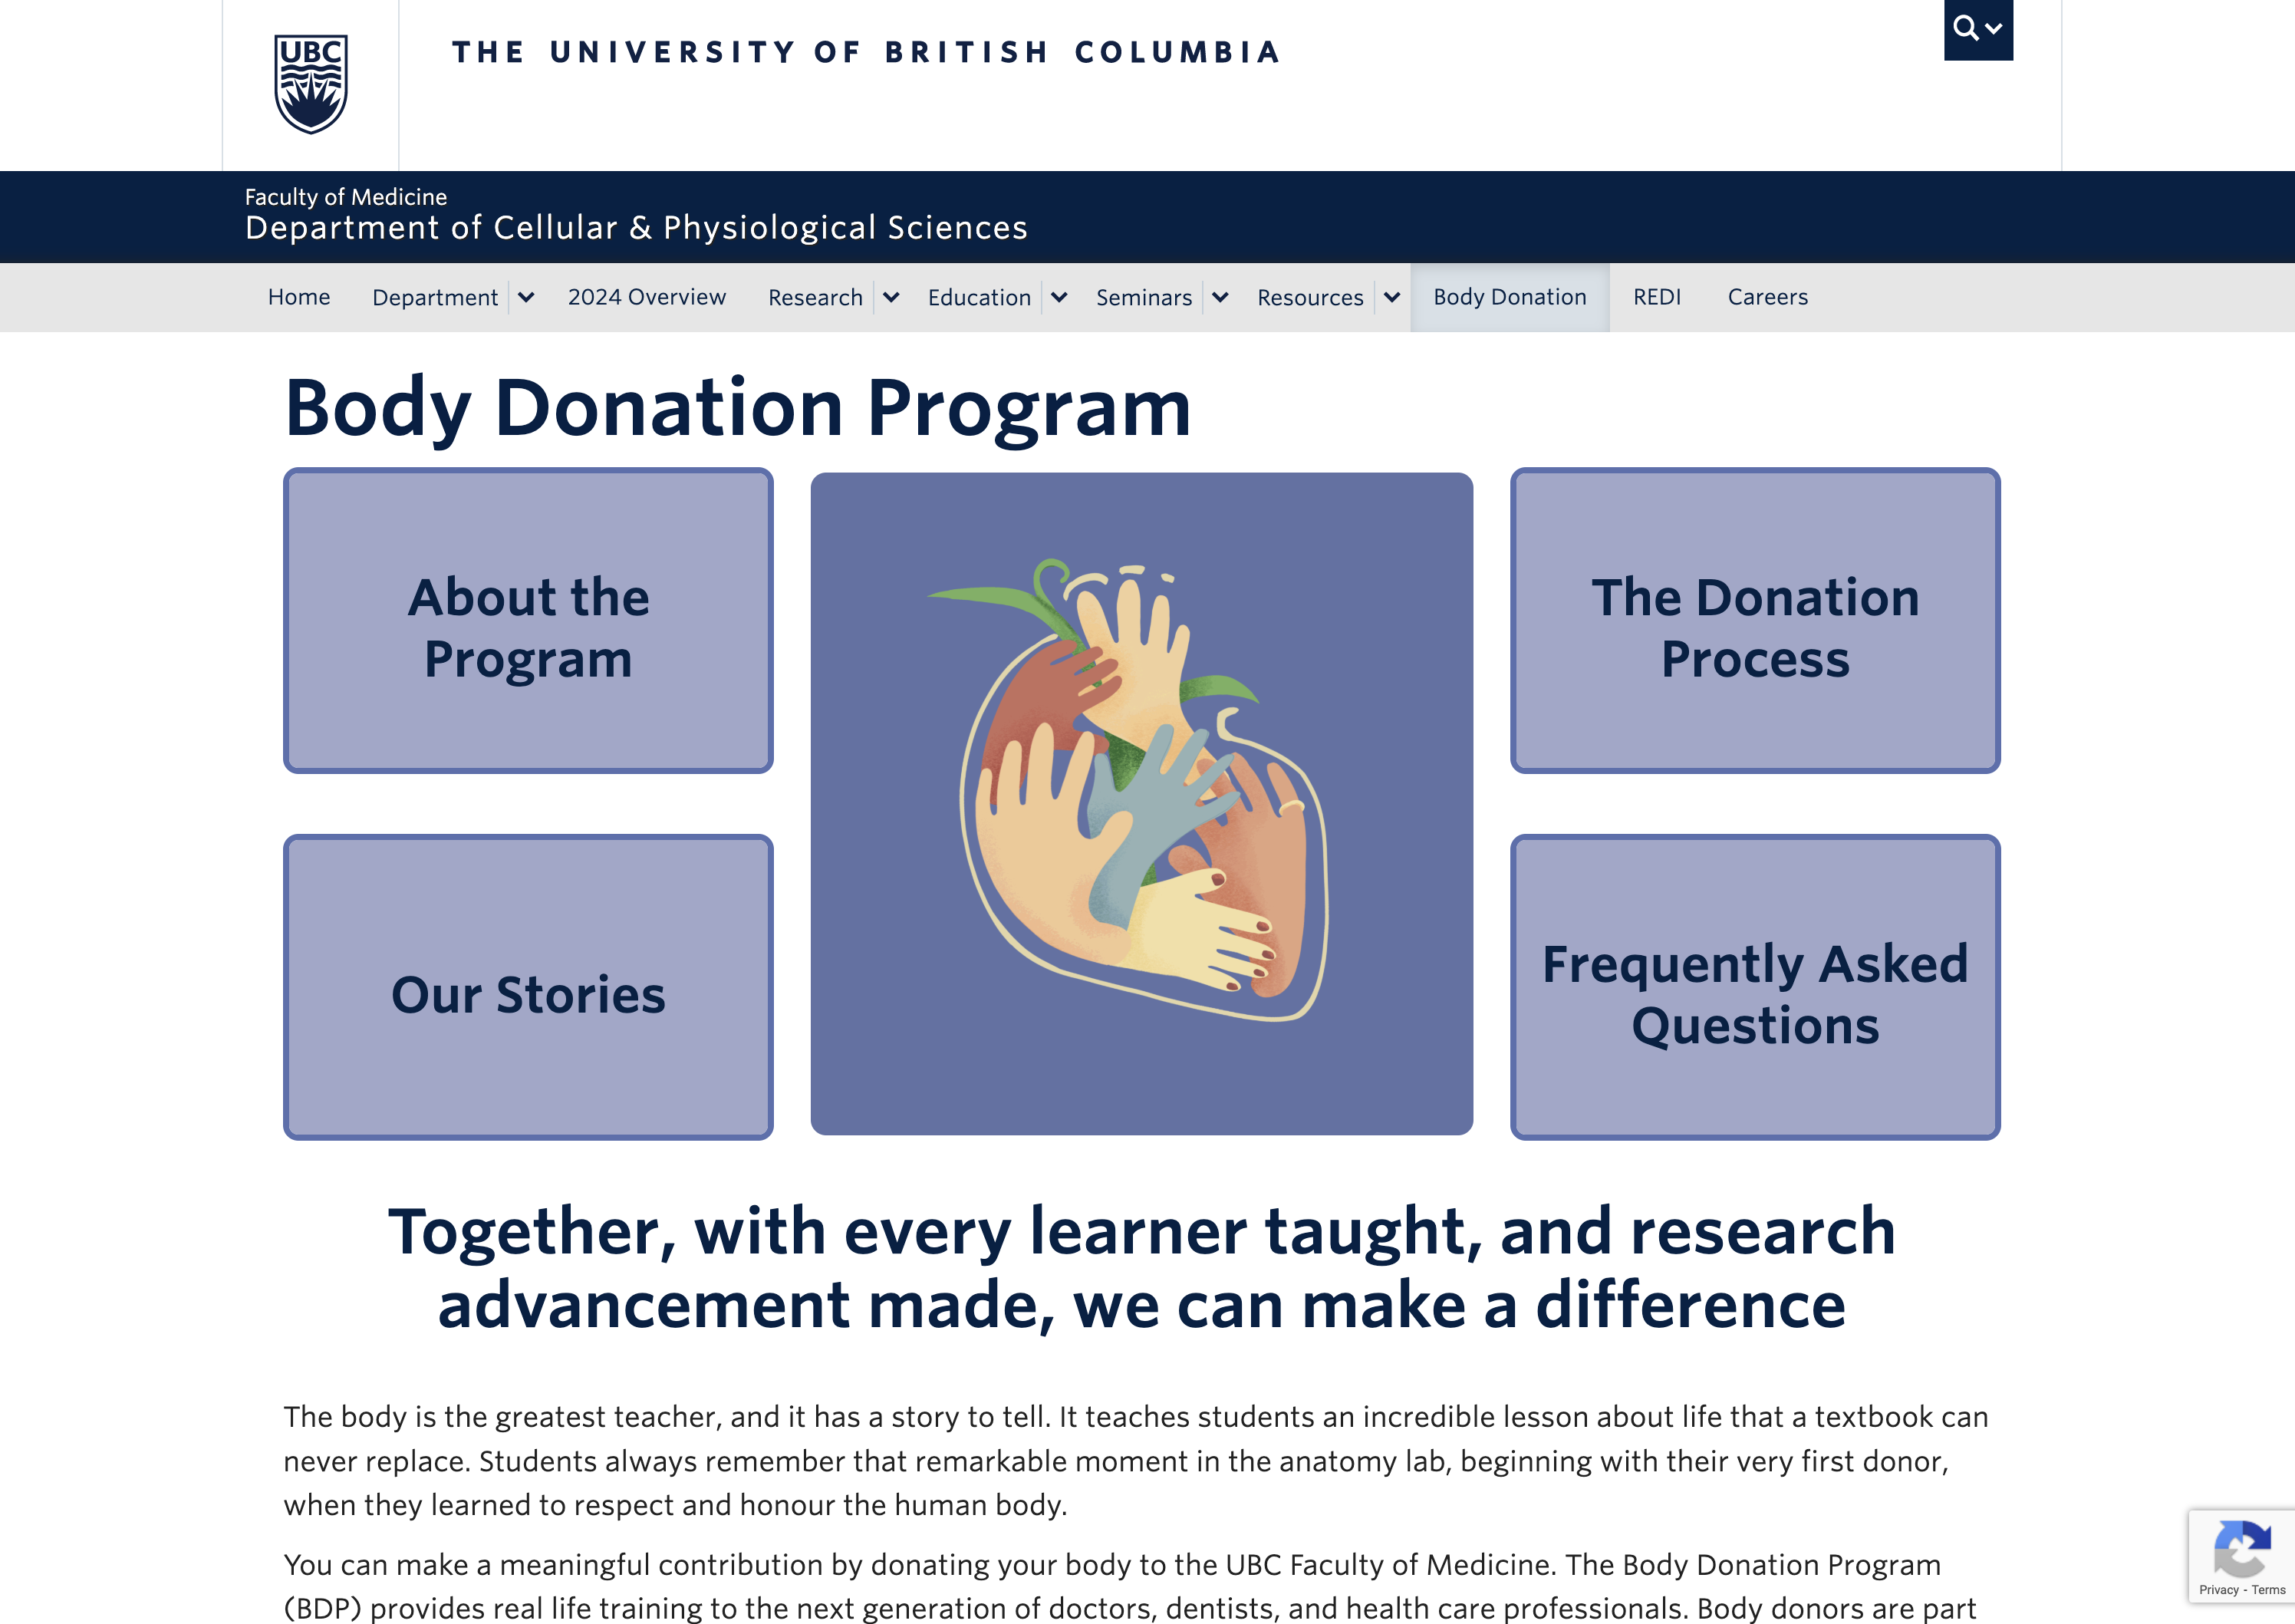 UBC
THE UNIVERSITY OF BRITISH COLUMBIA
Faculty of Medicine
Department of Cellular & Physiological Sciences
Home Department 2024 Overview Research Education Seminars Resources Body Donation REDI Careers
Body Donation Program
About the
Program
The Donation
Process
Our Stories
Frequently Asked
Questions
Together, with every learner taught, and research
advancement made, we can make a difference
The body is the greatest teacher, and it has a story to tell. It teaches students an incredible lesson about life that a textbook can
never replace. Students always remember that remarkable moment in the anatomy lab, beginning with their very first donor,
when they learned to respect and honour the human body.
You can make a meaningful contribution by donating your body to the UBC Faculty of Medicine. The Body Donation Program
(BDP) provides real life training to the next generation of doctors, dentists, and health care professionals. Body donors are part
Privacy - Terms